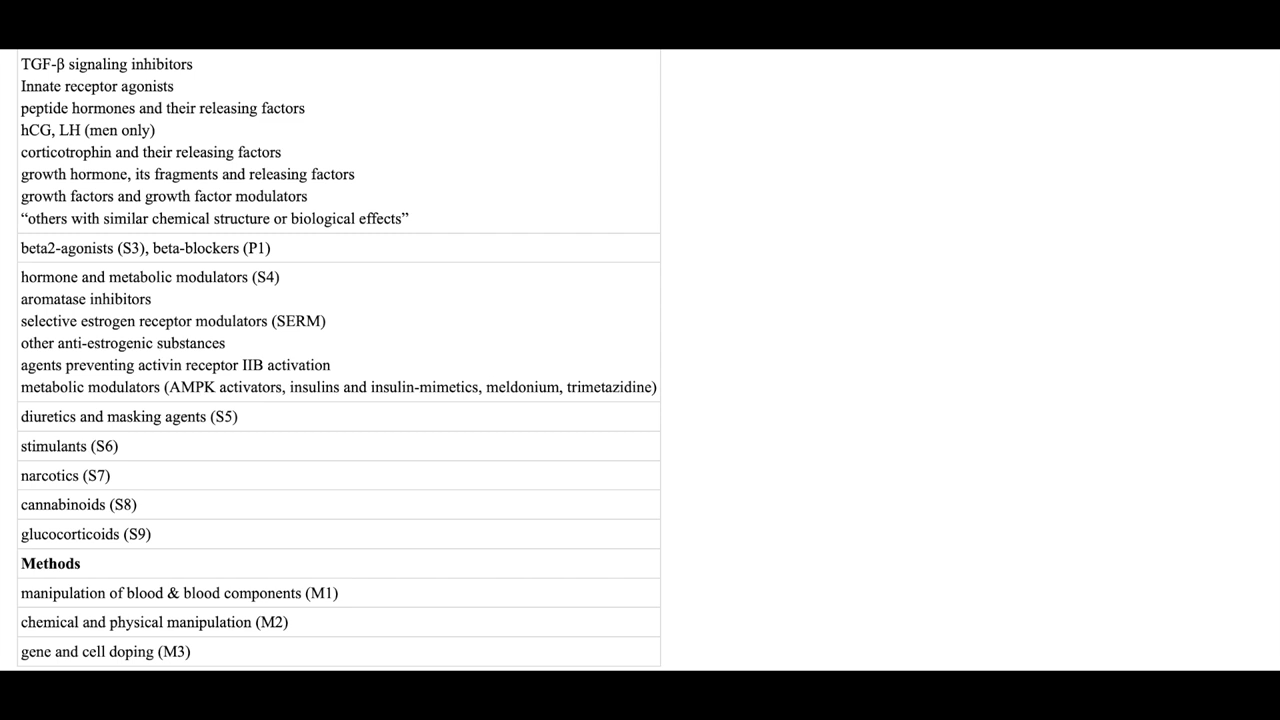 TGF-β signaling inhibitors
Innate receptor agonists
peptide hormones and their releasing factors
hCG, LH (men only)
corticotrophin and their releasing factors
growth hormone, its fragments and releasing factors
growth factors and growth factor modulators
“others with similar chemical structure or biological effects”
beta2-agonists (S3), beta-blockers (P1)
hormone and metabolic modulators (S4)
aromatase inhibitors
selective estrogen receptor modulators (SERM)
other anti-estrogenic substances
agents preventing activin receptor IIB activation
metabolic modulators (AMPK activators, insulins and insulin-mimetics, meldonium, trimetazidine)
diuretics and masking agents (S5)
stimulants (S6)
narcotics (S7)
cannabinoids (S8)
glucocorticoids (S9)
Methods
manipulation of blood & blood components (M1)
chemical and physical manipulation (M2)
gene and cell doping (M3)